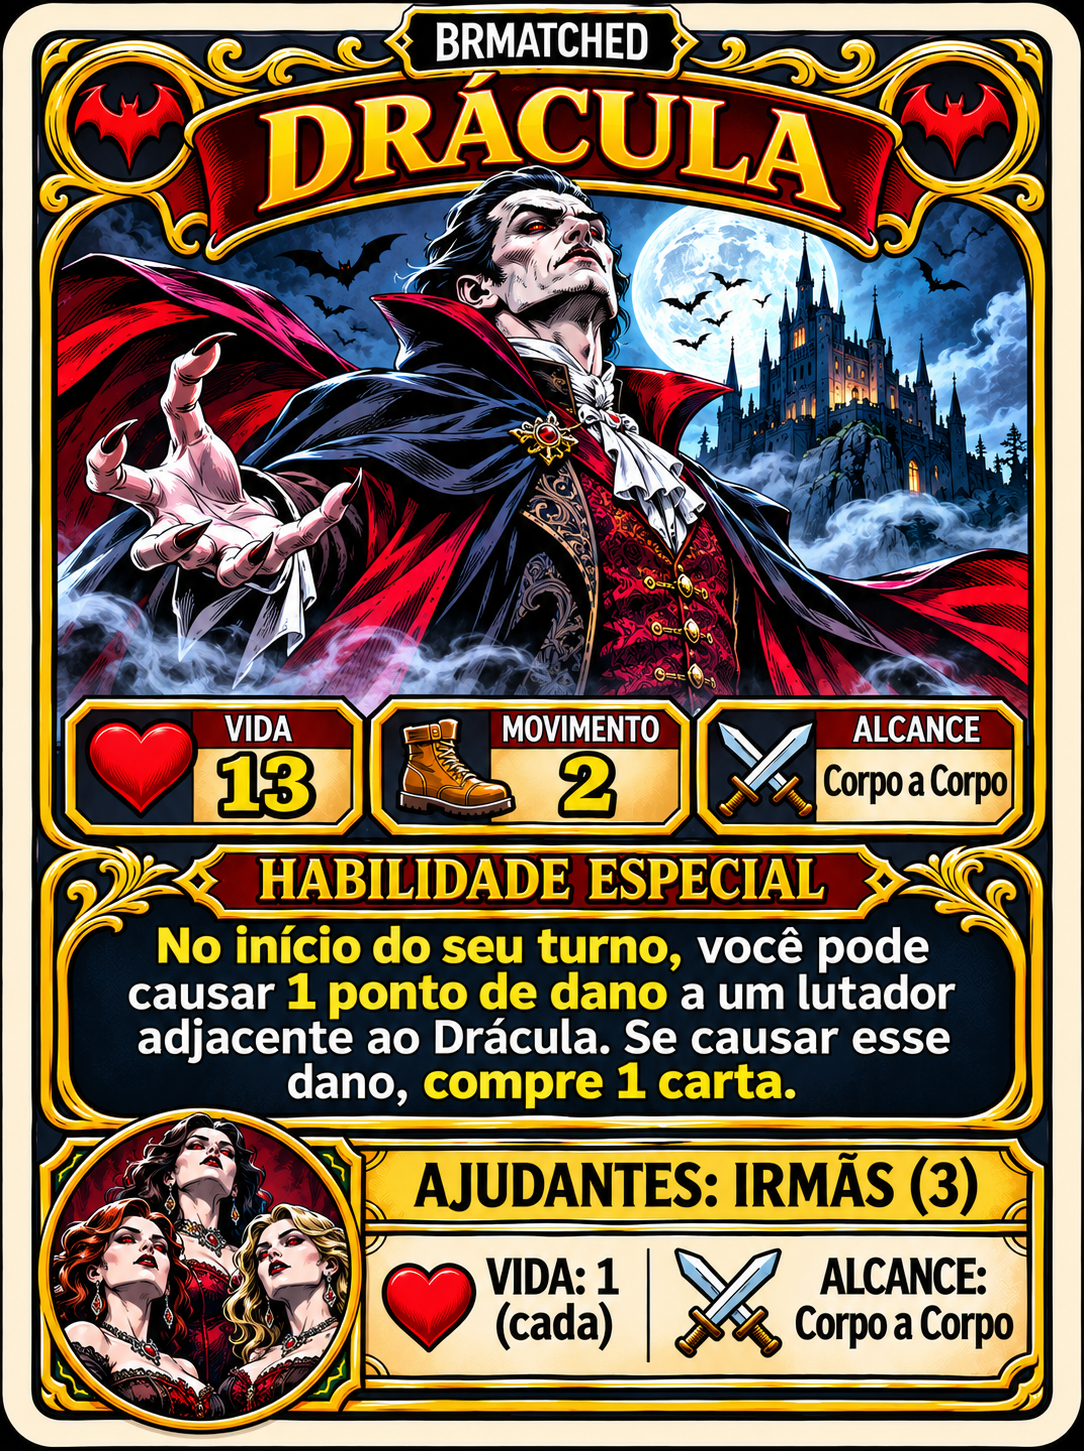 BRMATCHED
DRÁCULA
VIDA
13
MOVIMENTO
2
ALCANCE
Corpo a Corpo
HABILIDADE ESPECIAL
No início do seu turno, você pode
causar 1 ponto de dano a um lutador
adjacente ao Drácula. Se causar esse
dano, compre 1 carta.
AJUDANTES: IRMÃS (3)
VIDA: 1
(cada)
ALCANCE:
Corpo a Corpo